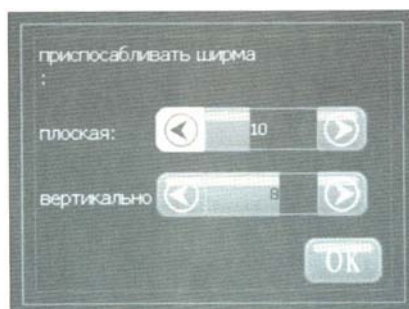 приспосабливать ширма
:
плоская: 10
вертикально 8
OK